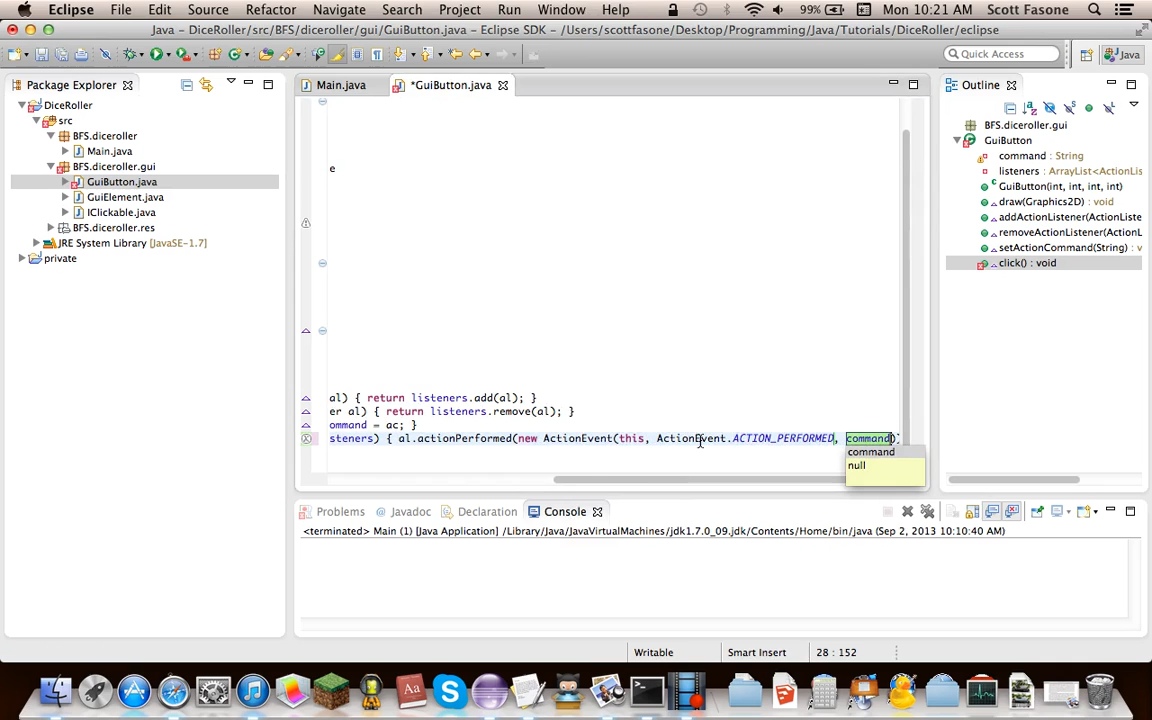 Eclipse File Edit Source Refactor Navigate Search Project Run Window Help 99% Mon 10:21 AM Scott Fasone
Java – DiceRoller/src/BFS/diceroller/gui/GuiButton.java – Eclipse SDK – /Users/scottfasone/Desktop/Programming/Java/Tutorials/DiceRoller/eclipse
Quick Access Java
Package Explorer
DiceRoller
src
BFS.diceroller
Main.java
BFS.diceroller.gui
GuiButton.java
GuiElement.java
IClickable.java
BFS.diceroller.res
JRE System Library [JavaSE-1.7]
private
Main.java *GuiButton.java
e
al) { return listeners.add(al); }
er al) { return listeners.remove(al); }
ommand = ac; }
steners) { al.actionPerformed(new ActionEvent(this, ActionEvent.ACTION_PERFORMED, command)
command
null
Outline
BFS.diceroller.gui
GuiButton
command : String
listeners : ArrayList<ActionL
GuiButton(int, int, int, int)
draw(Graphics2D) : void
addActionListener(ActionListe
removeActionListener(ActionL
setActionCommand(String) : v
click() : void
Problems Javadoc Declaration Console
<terminated> Main (1) [Java Application] /Library/Java/JavaVirtualMachines/jdk1.7.0_09.jdk/Contents/Home/bin/java (Sep 2, 2013 10:10:40 AM)
Writable Smart Insert 28 : 152